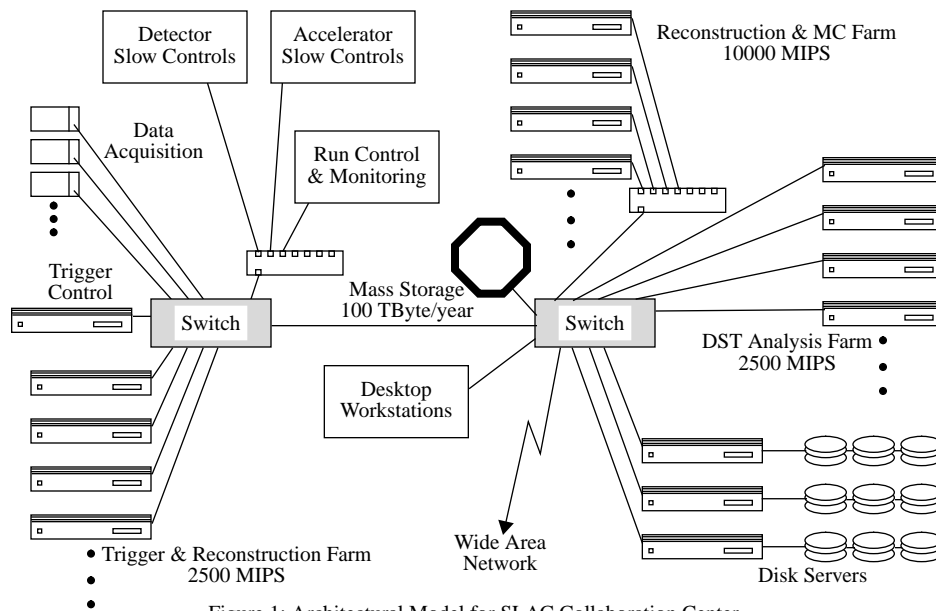 Detector
Slow Controls
Accelerator
Slow Controls
Reconstruction & MC Farm
10000 MIPS
Data
Acquisition
Run Control
& Monitoring
Trigger
Control
Mass Storage
100 TByte/year
Switch
Switch
DST Analysis Farm
2500 MIPS
Desktop
Workstations
Trigger & Reconstruction Farm
2500 MIPS
Wide Area
Network
Disk Servers
Figure 1: Architectural Model for SLAC Collaboration Center